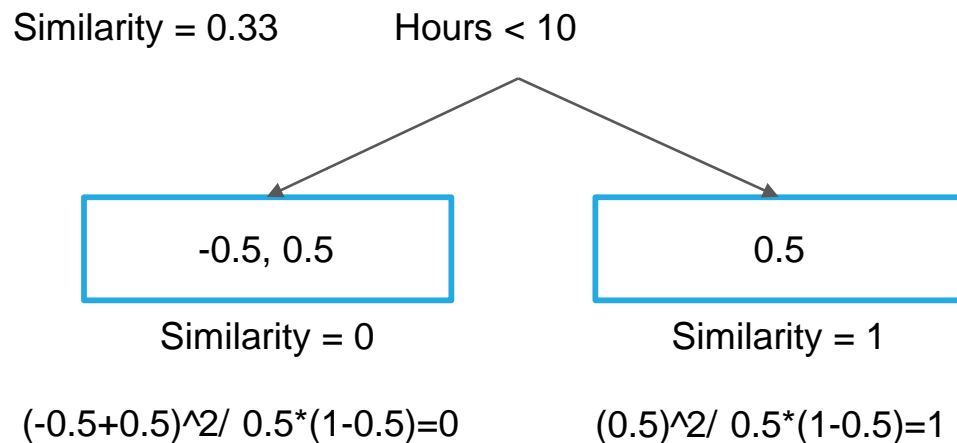 Similarity = 0.33 Hours < 10
-0.5, 0.5 0.5
Similarity = 0 Similarity = 1
(-0.5+0.5)^2/ 0.5*(1-0.5)=0 (0.5)^2/ 0.5*(1-0.5)=1